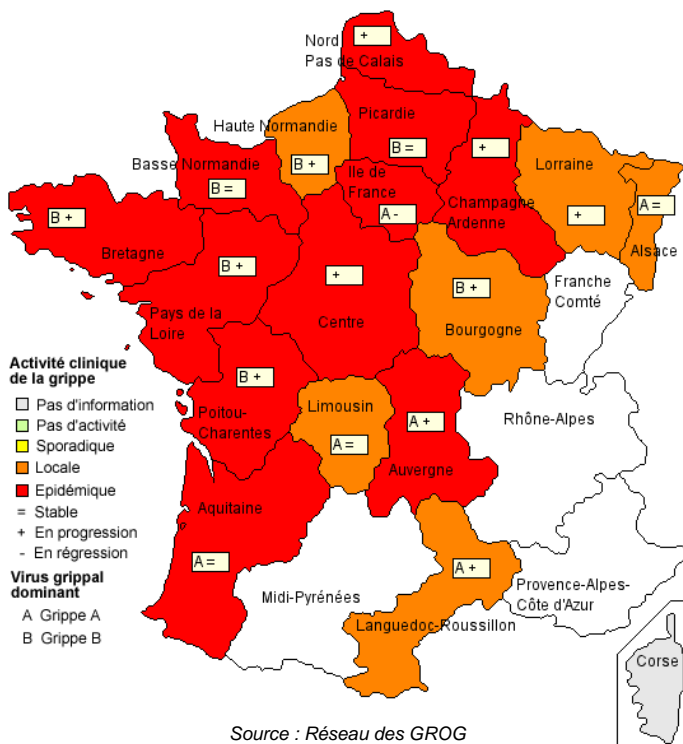 Nord
+
Pas de Calais
Picardie
Haute Normandie
B =
+
Lorraine
Basse Normandie
B +
Ile de
France
B =
A -
Champagne
Ardenne
+
A =
Alsace
B +
Bretagne
B +
+
B +
Franche
Comté
Pays de la
Loire
Centre
Bourgogne
Activité clinique
de la grippe
Pas d'information
Pas d'activité
Sporadique
Locale
Epidémique
= Stable
+ En progression
- En régression
Virus grippal
dominant
A Grippe A
B Grippe B
B +
Poitou-
Charentes
Limousin
A =
A +
Auvergne
Rhône-Alpes
Aquitaine
A =
Midi-Pyrénées
A +
Languedoc-Roussillon
Provence-Alpes-
Côte d'Azur
Corse
Source : Réseau des GROG